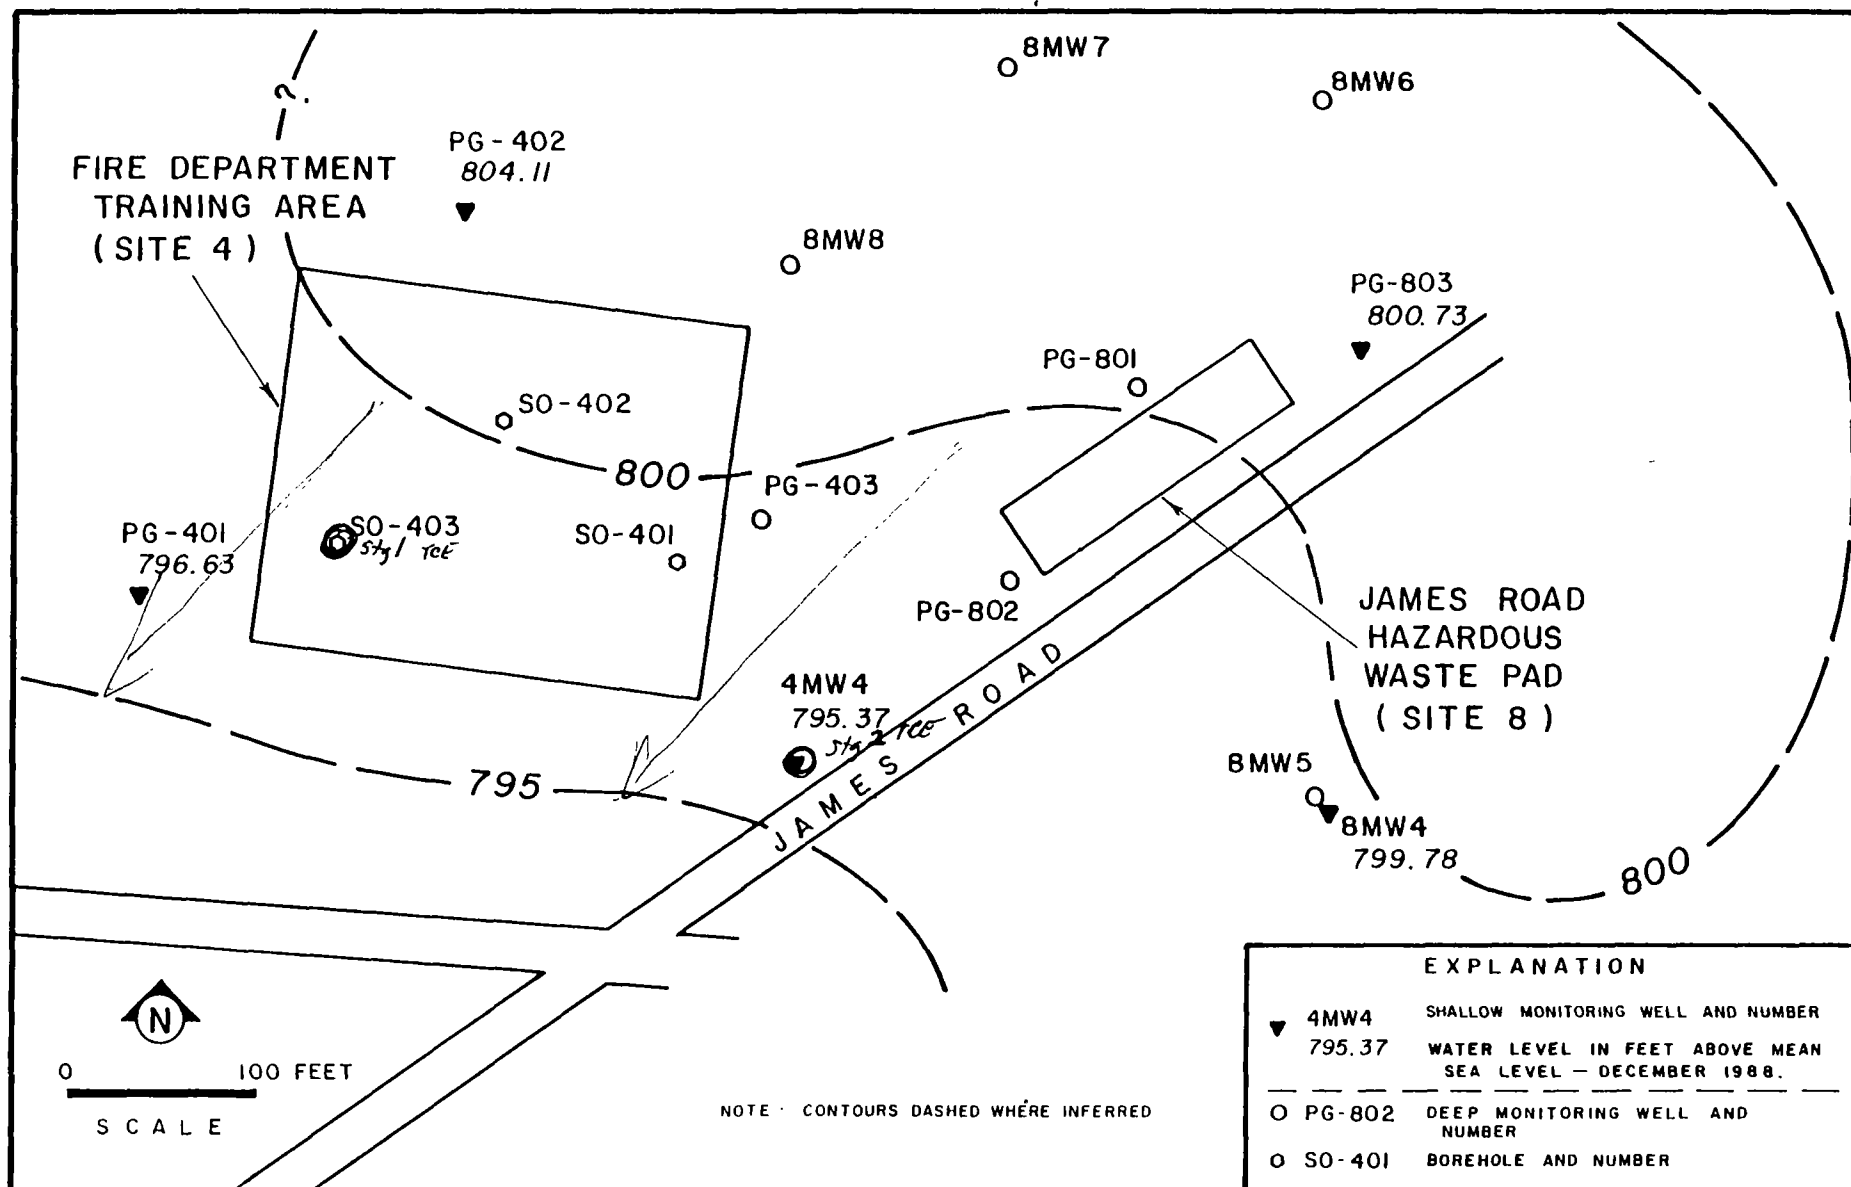 8MW7
8MW6
?
PG-402
804.11
FIRE DEPARTMENT
TRAINING AREA
(SITE 4)
8MW8
PG-803
800.73
PG-801
SO-402
800
PG-403
PG-401
796.63
SO-403
Stg 1 TCE
SO-401
PG-802
JAMES ROAD
HAZARDOUS
WASTE PAD
(SITE 8)
4MW4
795.37
Stg 2 TCE
JAMES ROAD
795
8MW5
8MW4
799.78
800
N
0 100 FEET
SCALE
NOTE · CONTOURS DASHED WHERE INFERRED
EXPLANATION
4MW4 SHALLOW MONITORING WELL AND NUMBER
795.37 WATER LEVEL IN FEET ABOVE MEAN
SEA LEVEL — DECEMBER 1988.
PG-802 DEEP MONITORING WELL AND
NUMBER
SO-401 BOREHOLE AND NUMBER